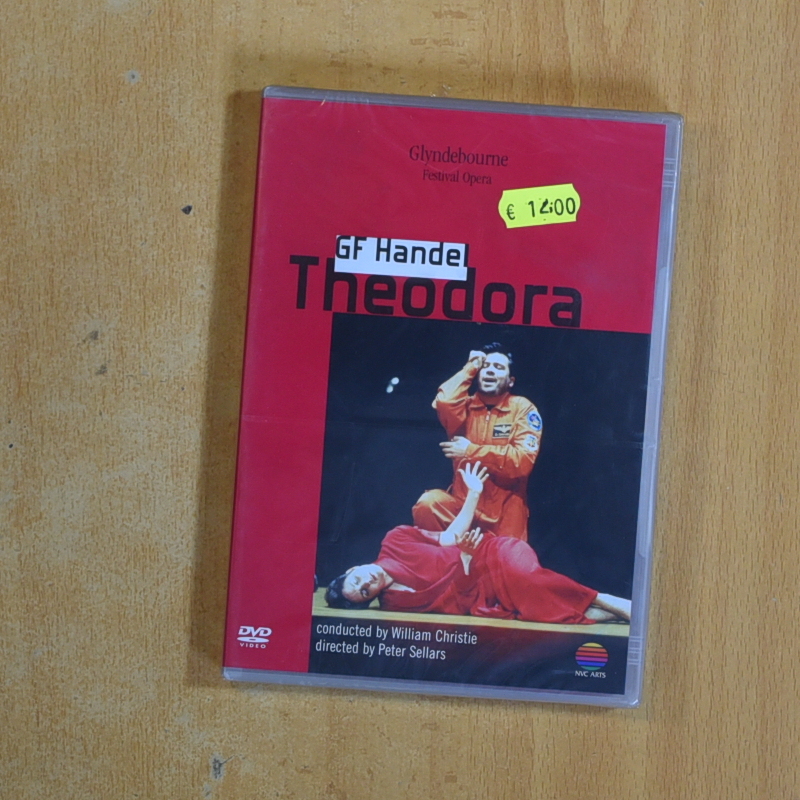 Glyndebourne
Festival Opera
€ 14:00
GF Handel
Theodora
conducted by William Christie
directed by Peter Sellars
DVD
VIDEO
NVC ARTS